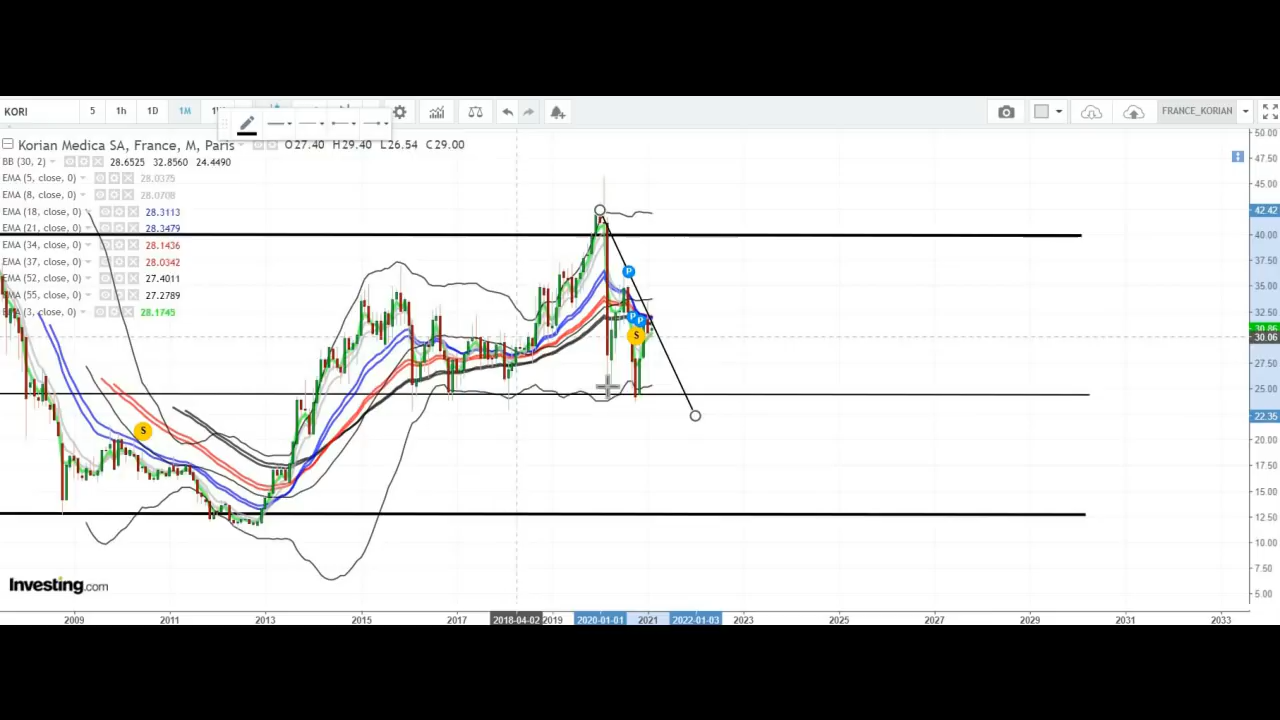 KORI 5 1h 1D 1M FRANCE_KORIAN
Korian Medica SA, France, M, Paris O27.40 H29.40 L26.54 C29.00
BB (30, 2) 28.6525 32.8560 24.4490
EMA (5, close, 0) 28.0375
EMA (8, close, 0) 28.0708
EMA (18, close, 0) 28.3113
EMA (21, close, 0) 28.3479
EMA (34, close, 0) 28.1436
EMA (37, close, 0) 28.0342
EMA (52, close, 0) 27.4011
EMA (55, close, 0) 27.2789
EMA (3, close, 0) 28.1745
50.00
47.50
45.00
42.42
40.00
37.50
35.00
32.50
30.86
30.06
27.50
25.00
22.35
20.00
17.50
15.00
12.50
10.00
7.50
5.00
P
P
P
S
S
Investing.com
2009 2011 2013 2015 2017 2018-04-02 2019 2020-01-01 2021 2022-01-03 2023 2025 2027 2029 2031 2033